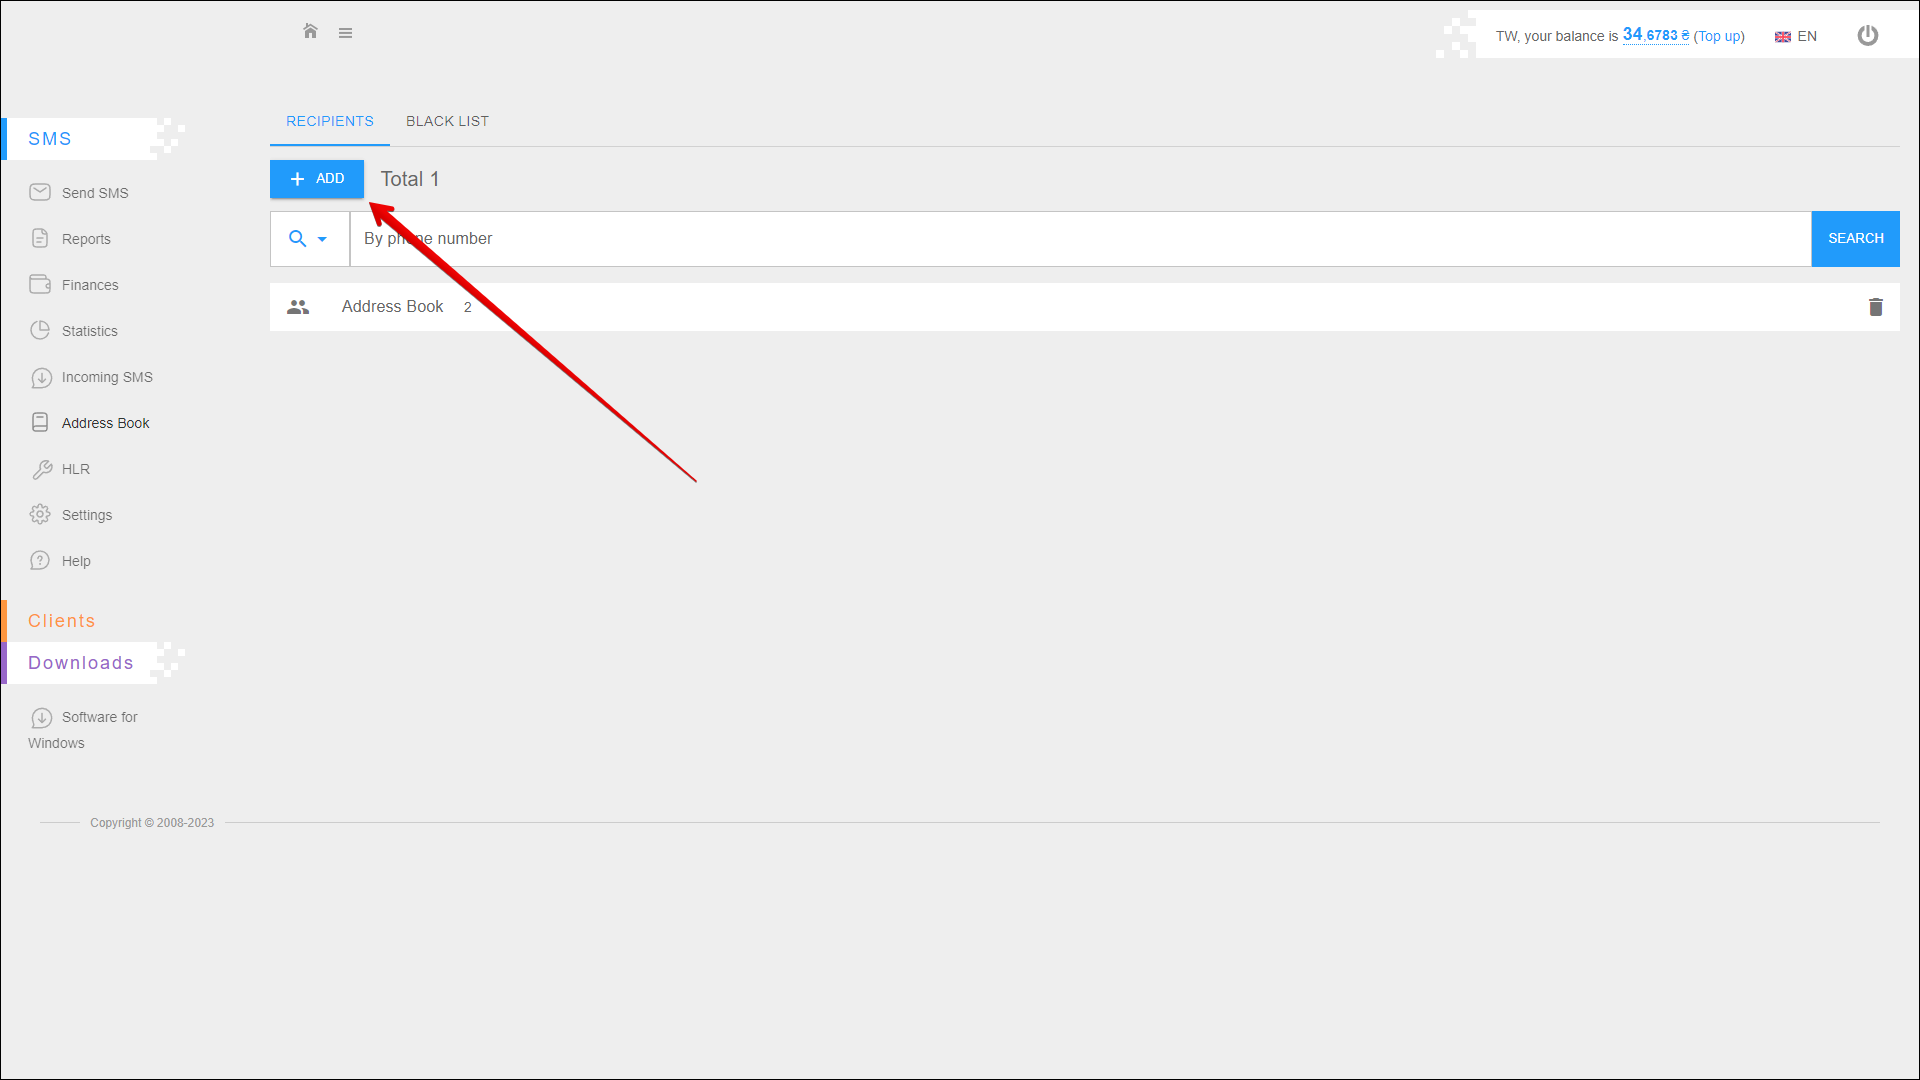 TW, your balance is 34,6783 ₴ (Top up)
EN
SMS
Send SMS
Reports
Finances
Statistics
Incoming SMS
Address Book
HLR
Settings
Help
Clients
Downloads
Software for
Windows
RECIPIENTS
BLACK LIST
ADD
Total 1
By phone number
SEARCH
Address Book 2
Copyright © 2008-2023